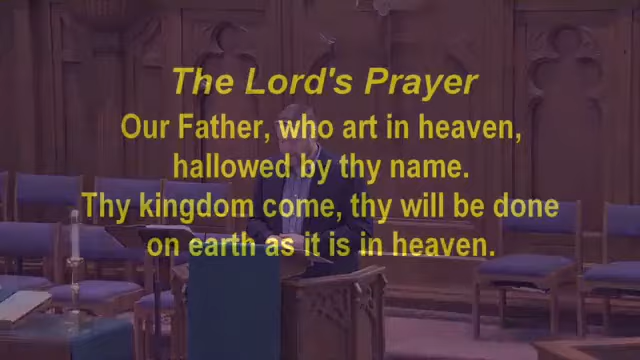 The Lord's Prayer
Our Father, who art in heaven,
hallowed by thy name.
Thy kingdom come, thy will be done
on earth as it is in heaven.